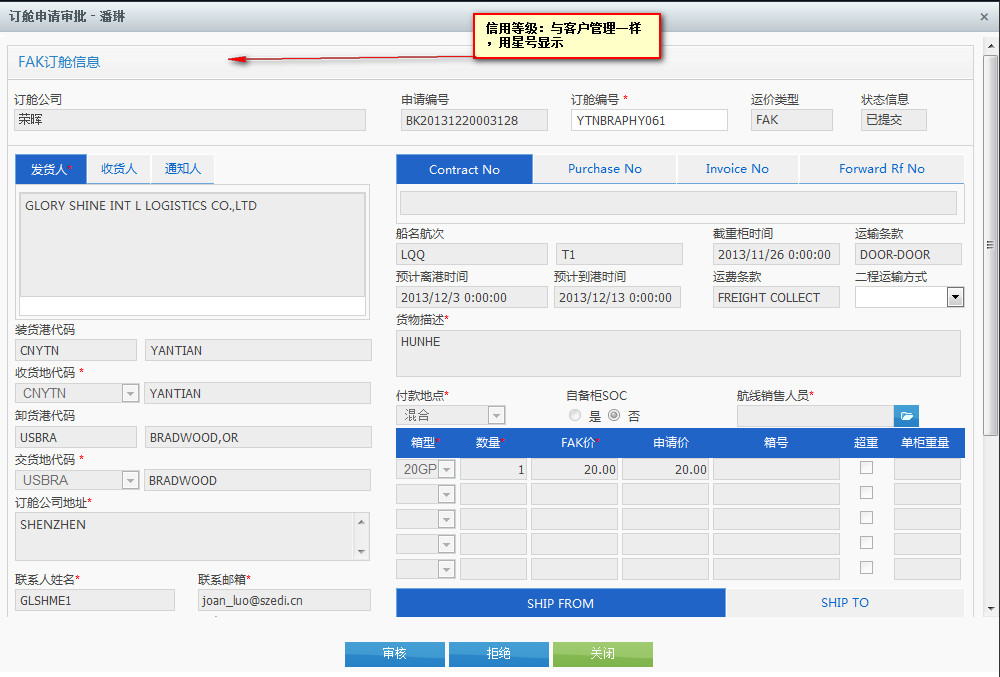 订舱申请审批 - 潘琳
信用等级：与客户管理一样
，用星号显示
FAK订舱信息
订舱公司 申请编号 订舱编号 * 运价类型 状态信息
荣晖 BK20131220003128 YTNBRAPHY061 FAK 已提交
发货人* 收货人 通知人
GLORY SHINE INT L LOGISTICS CO.,LTD
装货港代码
CNYTN YANTIAN
收货地代码 *
CNYTN YANTIAN
卸货港代码
USBRA BRADWOOD,OR
交货地代码 *
USBRA BRADWOOD
订舱公司地址*
SHENZHEN
联系人姓名* 联系邮箱*
GLSHME1 joan_luo@szedi.cn
Contract No Purchase No Invoice No Forward Rf No
船名航次 截重柜时间 运输条款
LQQ T1 2013/11/26 0:00:00 DOOR-DOOR
预计离港时间 预计到港时间 运费条款 二程运输方式
2013/12/3 0:00:00 2013/12/13 0:00:00 FREIGHT COLLECT
货物描述*
HUNHE
付款地点* 自备柜SOC 航线销售人员*
混合 是 否
箱型* 数量* FAK价* 申请价 箱号 超重 单柜重量
20GP 1 20.00 20.00
SHIP FROM SHIP TO
审核 拒绝 关闭